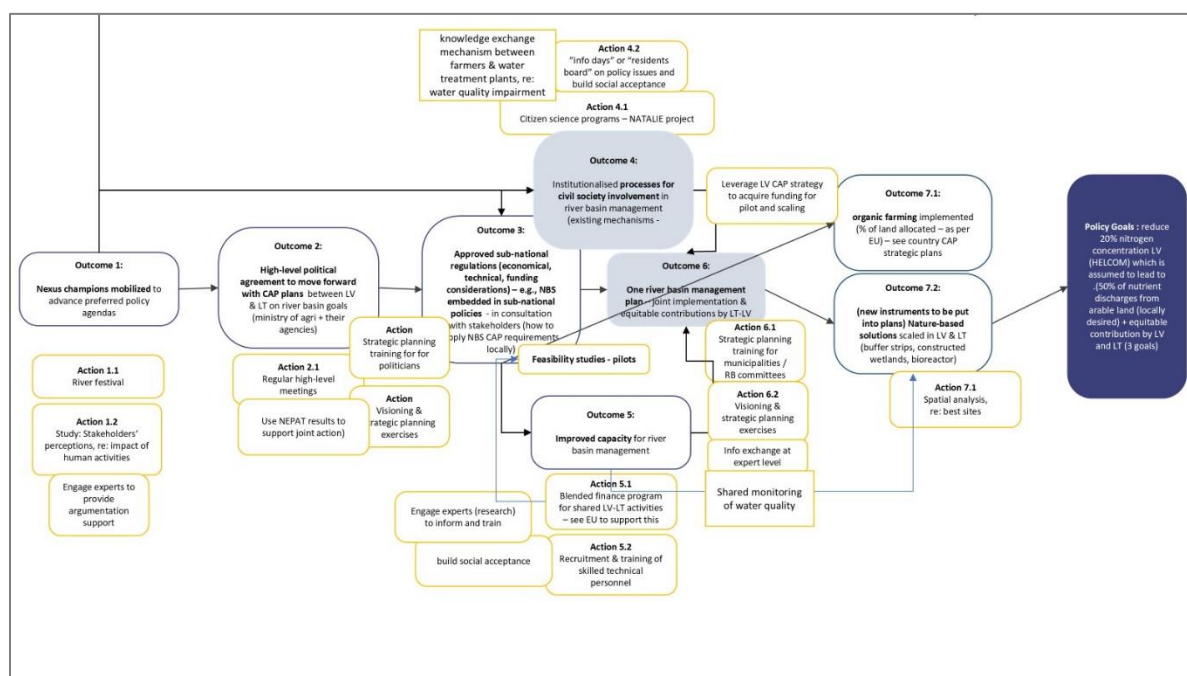 knowledge exchange
mechanism between
farmers & water
treatment plants, re:
water quality impairment
Action 4.2
"info days" or "residents
board" on policy issues and
build social acceptance
Action 4.1
Citizen science programs – NATALIE project
Outcome 4:
Institutionalised processes for
civil society involvement in
river basin management
(existing mechanisms -
Leverage LV CAP strategy
to acquire funding for
pilot and scaling
Outcome 1:
Nexus champions mobilized to
advance preferred policy
agendas
Outcome 2:
High-level political
agreement to move forward
with CAP plans between LV
& LT on river basin goals
(ministry of agri + their
agencies)
Outcome 3:
Approved sub-national
regulations (economical,
technical, funding
considerations) – e.g., NBS
embedded in sub-national
policies - in consultation
with stakeholders (how to
pply NBS CAP requirements
locally)
Outcome 6:
One river basin management
plan – joint implementation &
equitable contributions by LT-LV
Outcome 7.1:
organic farming implemented
(% of land allocated – as per
EU) – see country CAP
strategic plans
Outcome 7.2:
(new instruments to be put
into plans) Nature-based
solutions scaled in LV & LT
(buffer strips, constructed
wetlands, bioreactor)
Policy Goals : reduce
20% nitrogen
concentration LV
(HELCOM) which is
assumed to lead to
.(50% of nutrient
discharges from
arable land (locally
desired) + equitable
contribution by LV
and LT (3 goals)
Action 1.1
River festival
Action 1.2
Study: Stakeholders'
perceptions, re: impact of
human activities
Engage experts to
provide
argumentation
support
Action 2.1
Regular high-level
meetings
Use NEPAT results to
support joint action)
Action
Strategic planning
training for for
politicians
Action
Visioning &
strategic planning
exercises
Feasibility studies - pilots
Outcome 5:
Improved capacity for river
basin management
Action 5.1
Blended finance program
for shared LV-LT activities
– see EU to support this
Action 5.2
Recruitment & training of
skilled technical
personnel
Engage experts (research)
to inform and train
build social acceptance
Action 6.1
Strategic planning
training for
municipalities /
RB committees
Action 6.2
Visioning &
strategic planning
exercises
Info exchange at
expert level
Shared monitoring
of water quality
Action 7.1
Spatial analysis,
re: best sites